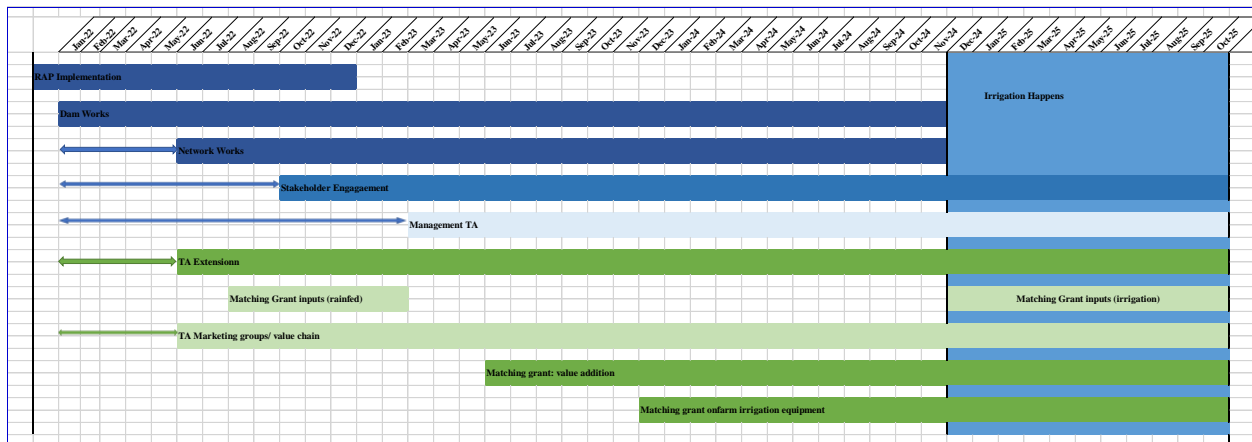 Jan-22 Feb-22 Mar-22 Apr-22 May-22 Jun-22 Jul-22 Aug-22 Sep-22 Oct-22 Nov-22 Dec-22 Jan-23 Feb-23 Mar-23 Apr-23 May-23 Jun-23 Jul-23 Aug-23 Sep-23 Oct-23 Nov-23 Dec-23 Jan-24 Feb-24 Mar-24 Apr-24 May-24 Jun-24 Jul-24 Aug-24 Sep-24 Oct-24 Nov-24 Dec-24 Jan-25 Feb-25 Mar-25 Apr-25 May-25 Jun-25 Jul-25 Aug-25 Sep-25 Oct-25
RAP Implementation
Irrigation Happens
Dam Works
Network Works
Stakeholder Engagaement
Management TA
TA Extensionn
Matching Grant inputs (rainfed) Matching Grant inputs (irrigation)
TA Marketing groups/ value chain
Matching grant: value addition
Matching grant onfarm irrigation equipment